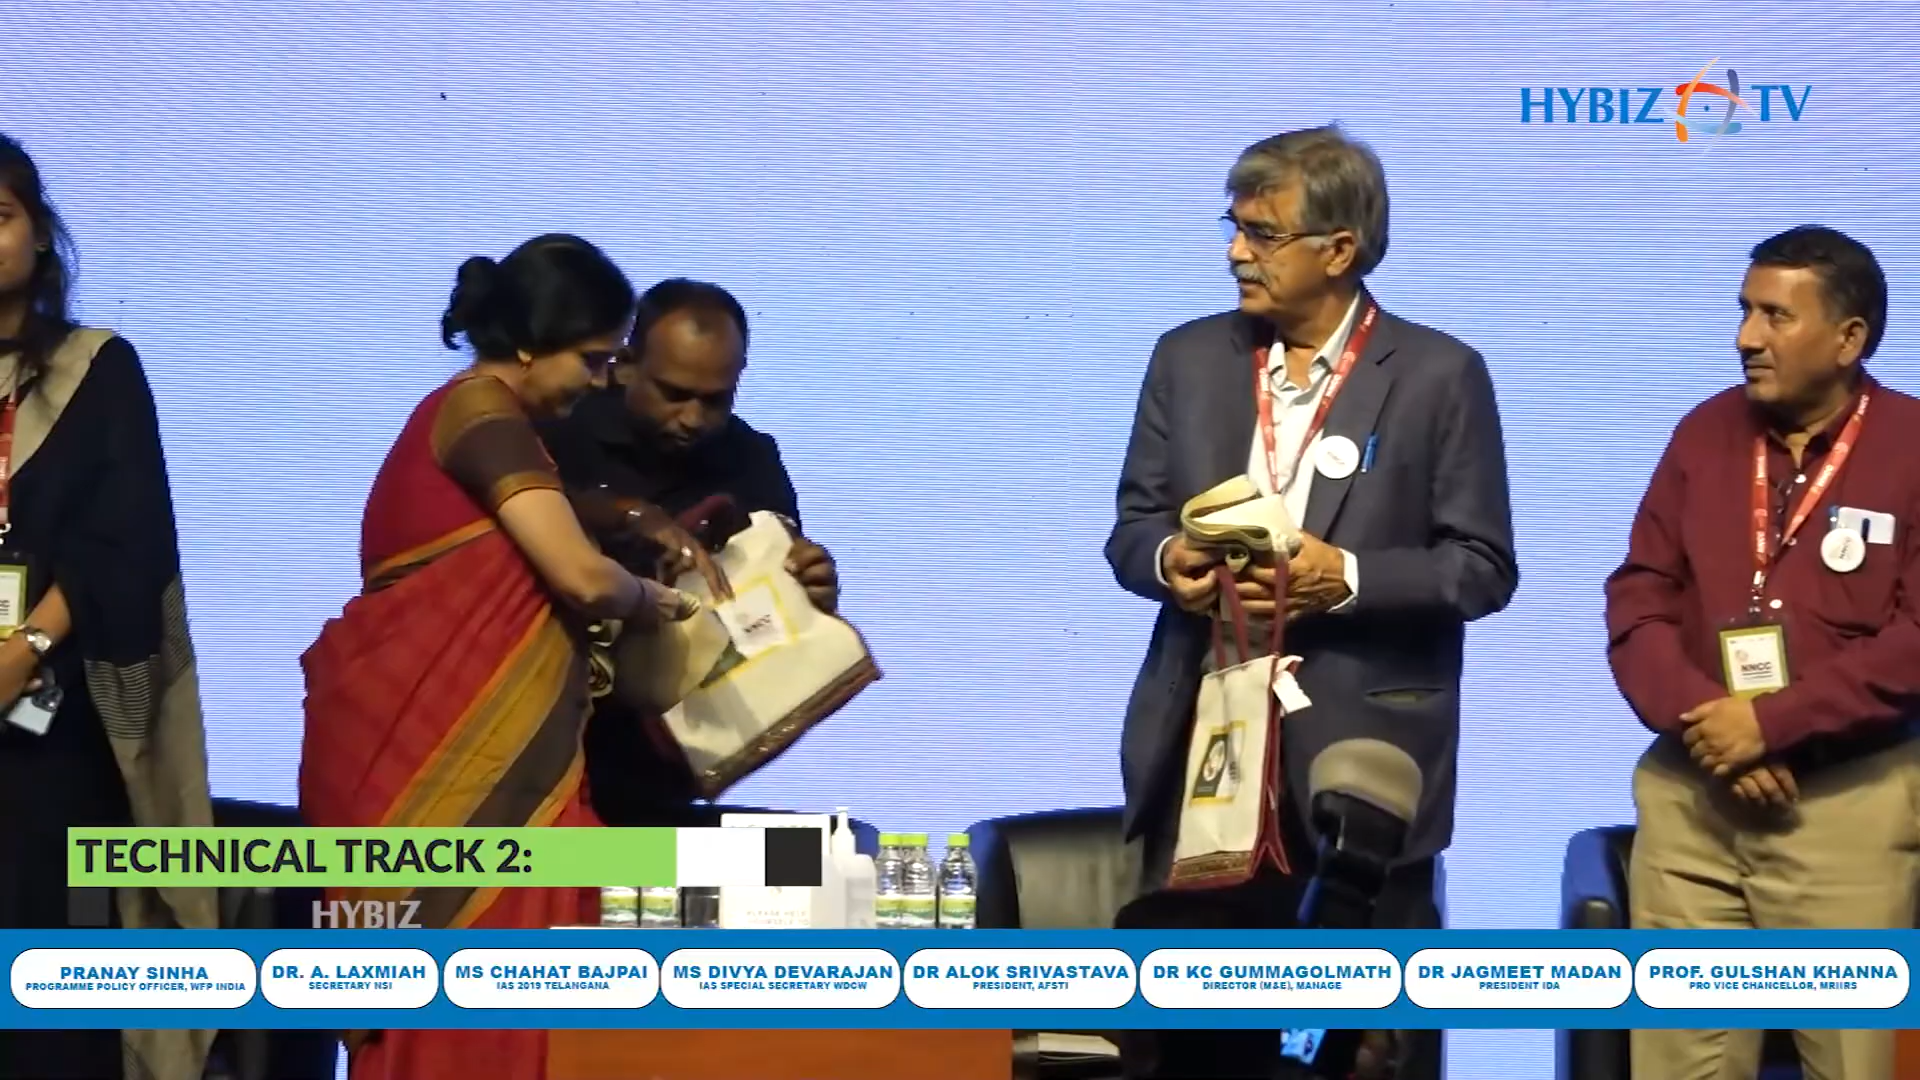 HYBIZ TV
NNCC
NNCC
TECHNICAL TRACK 2:
HYBIZ
PRANAY SINHA
PROGRAMME POLICY OFFICER, WFP INDIA
DR. A. LAXMIAH
SECRETARY NSI
MS CHAHAT BAJPAI
IAS 2019 TELANGANA
MS DIVYA DEVARAJAN
IAS SPECIAL SECRETARY WDCW
DR ALOK SRIVASTAVA
PRESIDENT, AFSTI
DR KC GUMMAGOLMATH
DIRECTOR (M&E), MANAGE
DR JAGMEET MADAN
PRESIDENT IDA
PROF. GULSHAN KHANNA
PRO VICE CHANCELLOR, MRIIRS